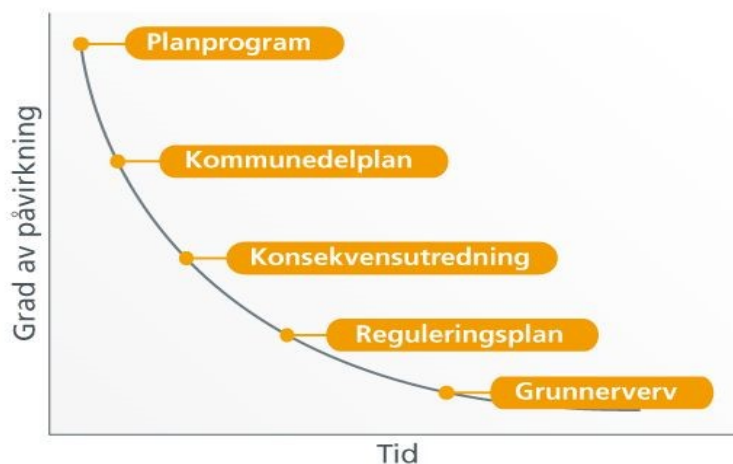 Planprogram
Kommunedelplan
Konsekvensutredning
Reguleringsplan
Grunnerverv
Grad av påvirkning
Tid